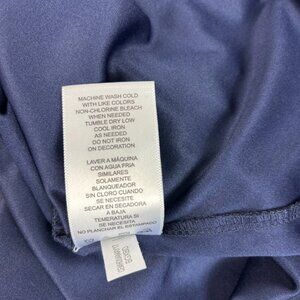 MACHINE WASH COLD
WITH LIKE COLORS
NON-CHLORINE BLEACH
WHEN NEEDED
TUMBLE DRY LOW
COOL IRON
AS NEEDED
DO NOT IRON
ON DECORATION
LAVER A MÁQUINA
CON AGUA FRIA
SIMILARES
SOLAMENTE
BLANQUEADOR
SIN CLORO CUANDO SE
NECESITE
SECAR EN SECADORA
A BAJA
TEMPERATURA SI
SE NECESITA
NO PLANCHAR EL ESTAMPADO